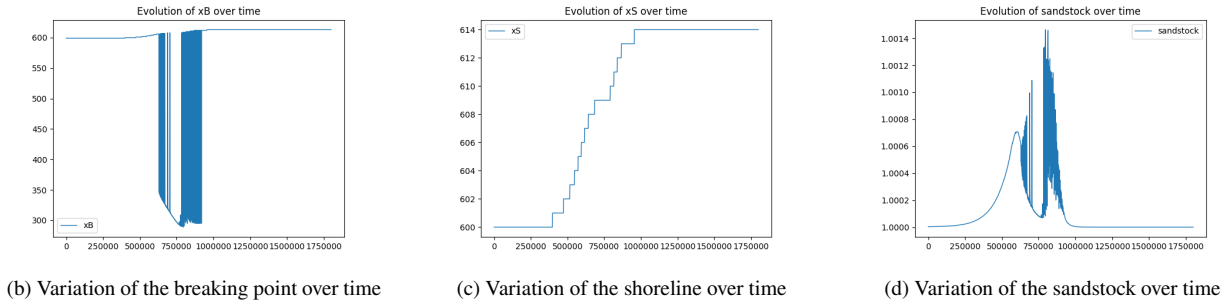 Evolution of xB over time
600
550
500
450
400
350
300
xB
0 250000 500000 750000 1000000 1250000 1500000 1750000
(b) Variation of the breaking point over time
Evolution of xS over time
614
612
610
608
606
604
602
600
xS
0 250000 500000 750000 1000000 1250000 1500000 1750000
(c) Variation of the shoreline over time
Evolution of sandstock over time
1.0014
1.0012
1.0010
1.0008
1.0006
1.0004
1.0002
1.0000
sandstock
0 250000 500000 750000 1000000 1250000 1500000 1750000
(d) Variation of the sandstock over time